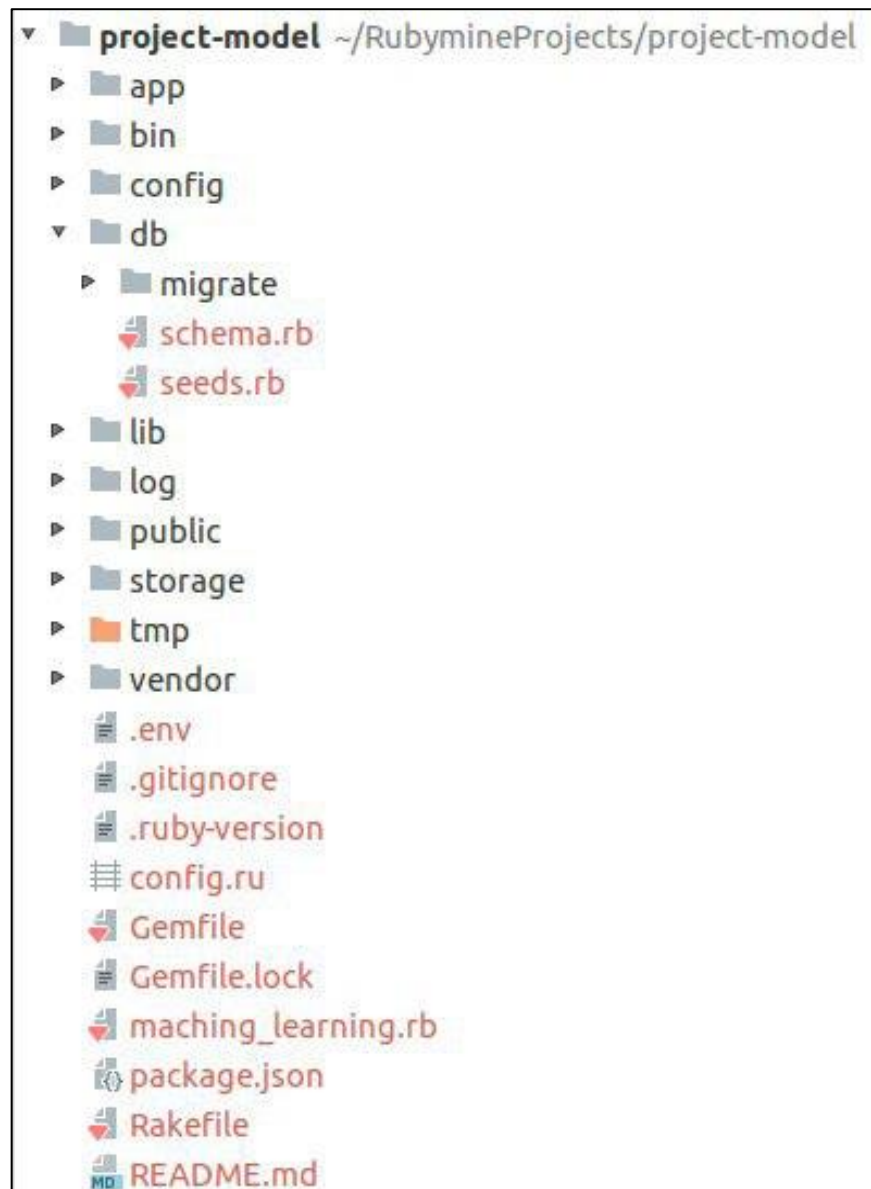 project-model ~/RubymineProjects/project-model
app
bin
config
db
migrate
schema.rb
seeds.rb
lib
log
public
storage
tmp
vendor
.env
.gitignore
.ruby-version
config.ru
Gemfile
Gemfile.lock
maching_learning.rb
package.json
Rakefile
MD README.md